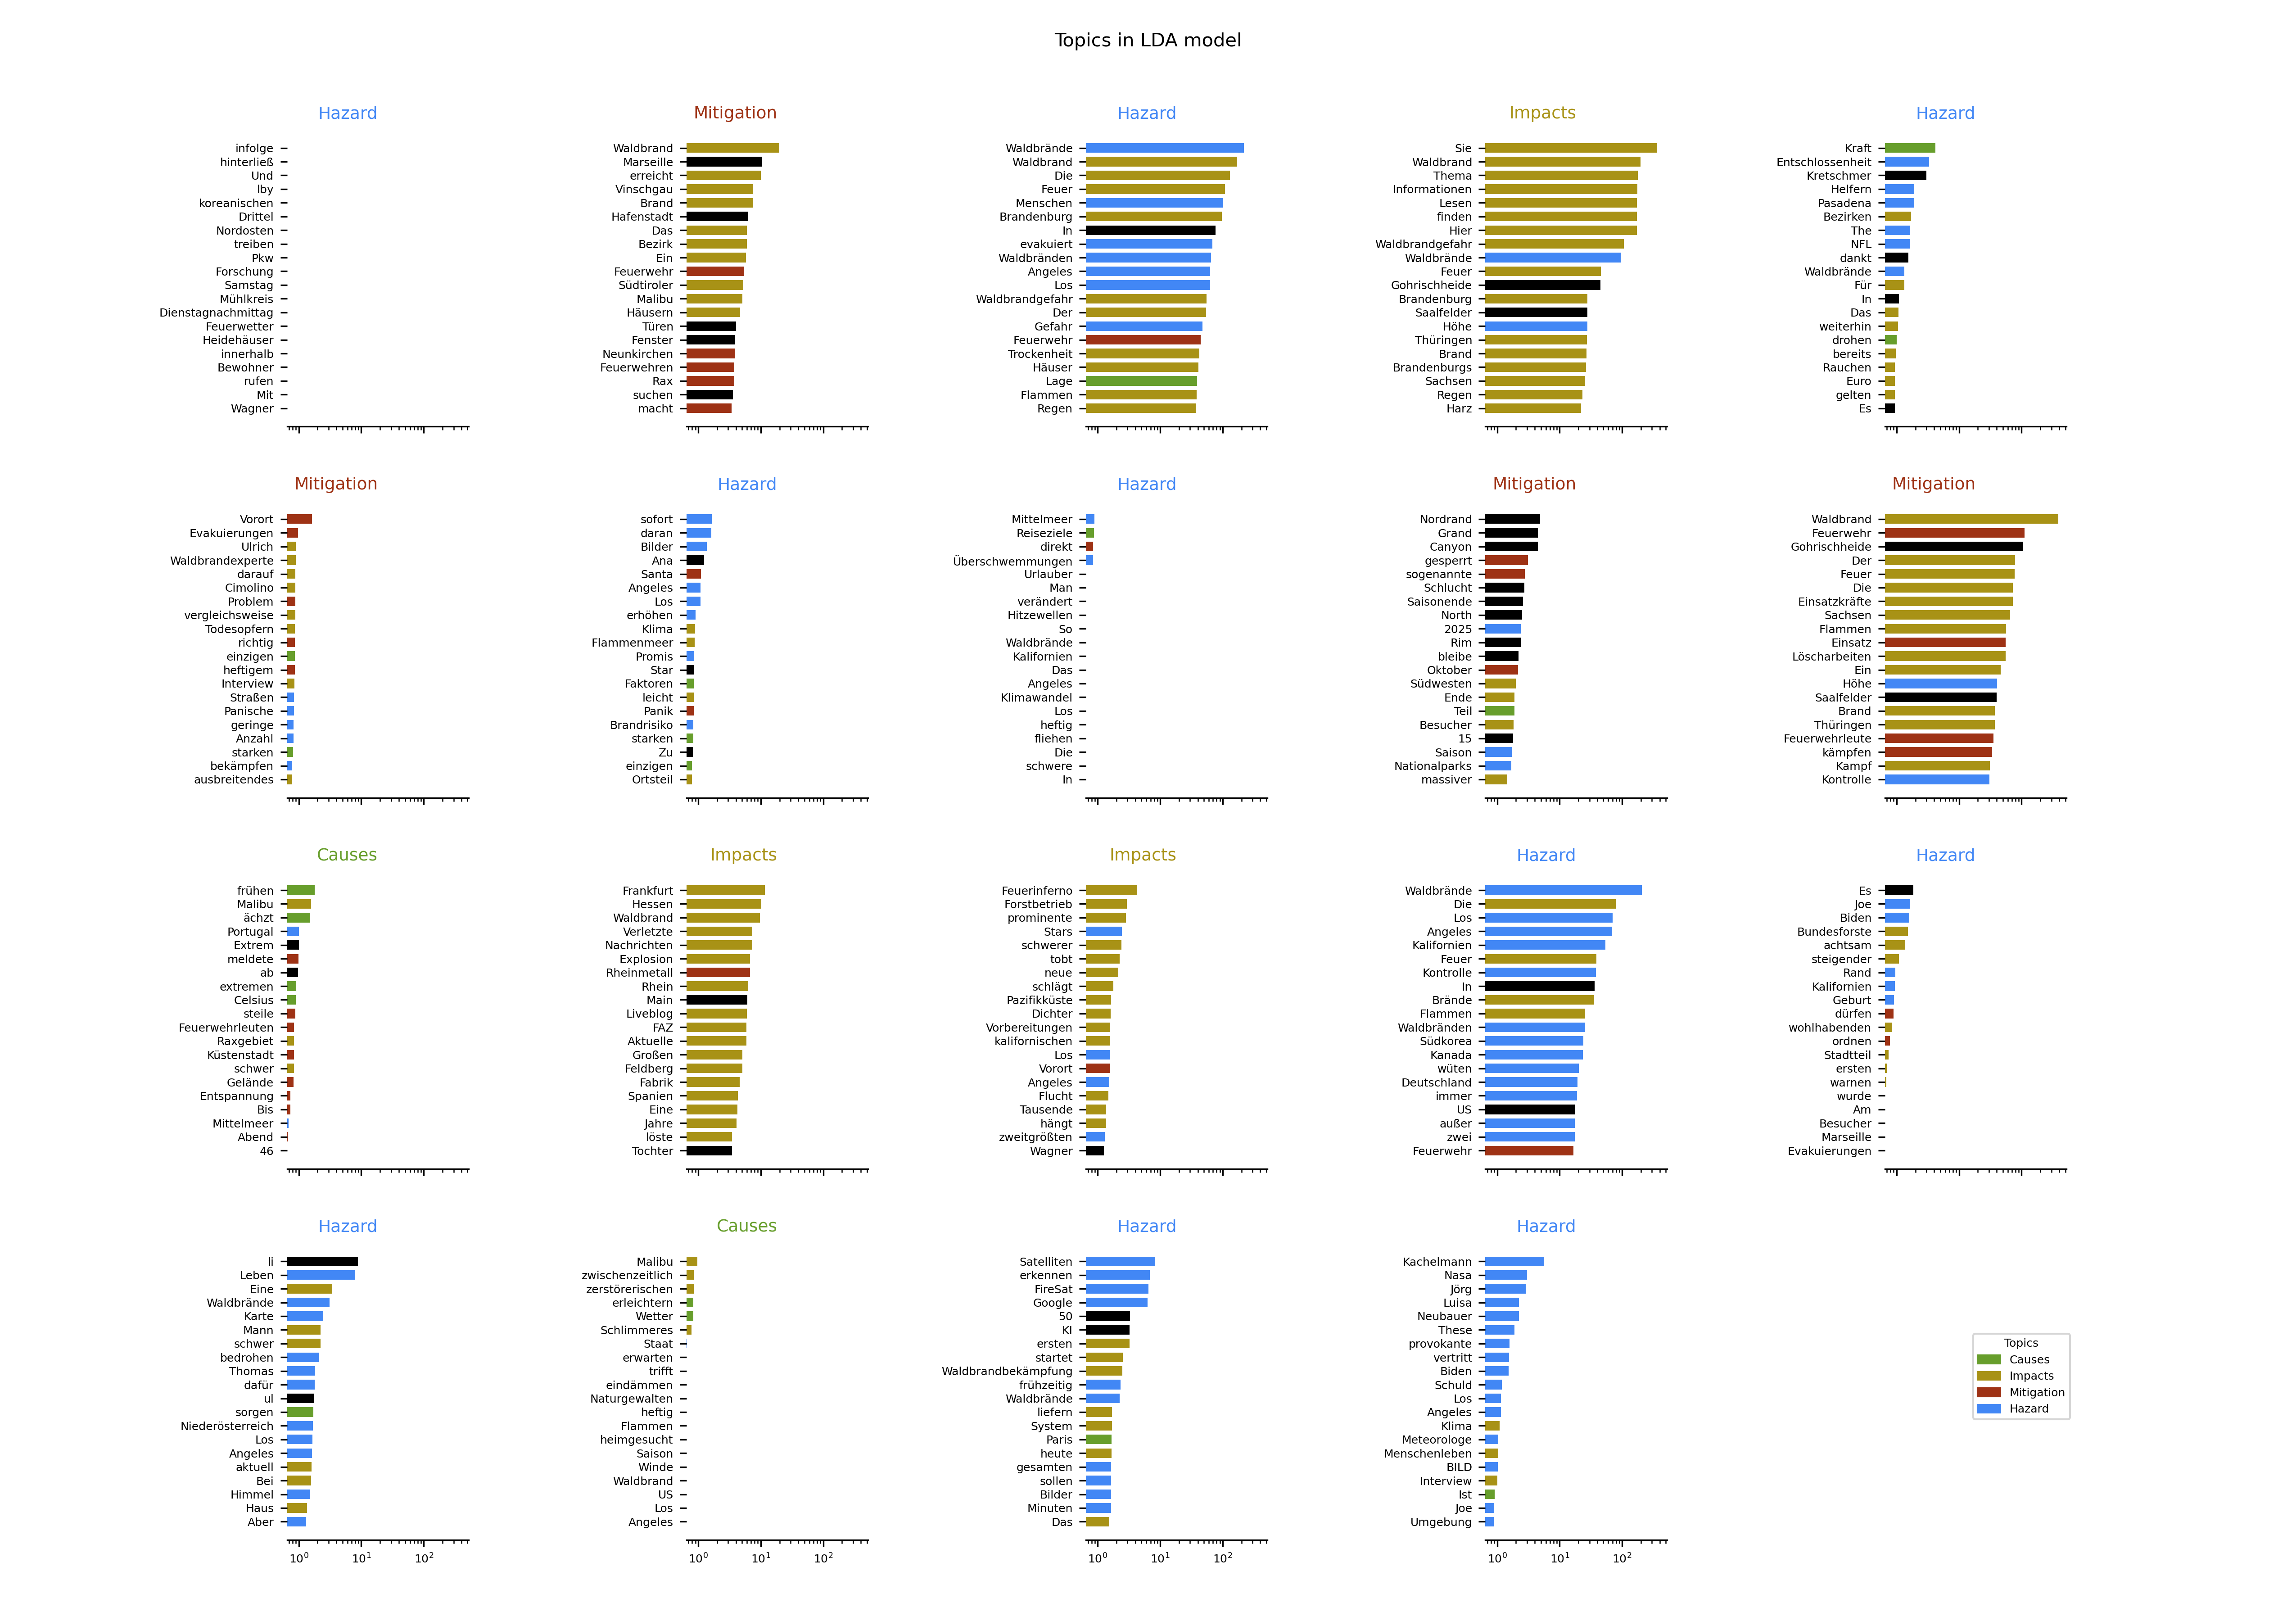 Topics in LDA model
Hazard
infolge
hinterließ
Und
lby
koreanischen
Drittel
Nordosten
treiben
Pkw
Forschung
Samstag
Mühlkreis
Dienstagnachmittag
Feuerwetter
Heidehäuser
innerhalb
Bewohner
rufen
Mit
Wagner
Mitigation
Waldbrand
Marseille
erreicht
Vinschgau
Brand
Hafenstadt
Das
Bezirk
Ein
Feuerwehr
Südtiroler
Malibu
Häusern
Türen
Fenster
Neunkirchen
Feuerwehren
Rax
suchen
macht
Hazard
Waldbrände
Waldbrand
Die
Feuer
Menschen
Brandenburg
In
evakuiert
Waldbränden
Angeles
Los
Waldbrandgefahr
Der
Gefahr
Feuerwehr
Trockenheit
Häuser
Lage
Flammen
Regen
Impacts
Sie
Waldbrand
Thema
Informationen
Lesen
finden
Hier
Waldbrandgefahr
Waldbrände
Feuer
Gohrischheide
Brandenburg
Saalfelder
Höhe
Thüringen
Brand
Brandenburgs
Sachsen
Regen
Harz
Hazard
Kraft
Entschlossenheit
Kretschmer
Helfern
Pasadena
Bezirken
The
NFL
dankt
Waldbrände
Für
In
Das
weiterhin
drohen
bereits
Rauchen
Euro
gelten
Es
Mitigation
Vorort
Evakuierungen
Ulrich
Waldbrandexperte
darauf
Cimolino
Problem
vergleichsweise
Todesopfern
richtig
einzigen
heftigem
Interview
Straßen
Panische
geringe
Anzahl
starken
bekämpfen
ausbreitendes
Hazard
sofort
daran
Bilder
Ana
Santa
Angeles
Los
erhöhen
Klima
Flammenmeer
Promis
Star
Faktoren
leicht
Panik
Brandrisiko
starken
Zu
einzigen
Ortsteil
Hazard
Mittelmeer
Reiseziele
direkt
Überschwemmungen
Urlauber
Man
verändert
Hitzewellen
So
Waldbrände
Kalifornien
Das
Angeles
Klimawandel
Los
heftig
fliehen
Die
schwere
In
Mitigation
Nordrand
Grand
Canyon
gesperrt
sogenannte
Schlucht
Saisonende
North
2025
Rim
bleibe
Oktober
Südwesten
Ende
Teil
Besucher
15
Saison
Nationalparks
massiver
Mitigation
Waldbrand
Feuerwehr
Gohrischheide
Der
Feuer
Die
Einsatzkräfte
Sachsen
Flammen
Einsatz
Löscharbeiten
Ein
Höhe
Saalfelder
Brand
Thüringen
Feuerwehrleute
kämpfen
Kampf
Kontrolle
Causes
frühen
Malibu
ächzt
Portugal
Extrem
meldete
ab
extremen
Celsius
steile
Feuerwehrleuten
Raxgebiet
Küstenstadt
schwer
Gelände
Entspannung
Bis
Mittelmeer
Abend
46
Impacts
Frankfurt
Hessen
Waldbrand
Verletzte
Nachrichten
Explosion
Rheinmetall
Rhein
Main
Liveblog
FAZ
Aktuelle
Großen
Feldberg
Fabrik
Spanien
Eine
Jahre
löste
Tochter
Impacts
Feuerinferno
Forstbetrieb
prominente
Stars
schwerer
tobt
neue
schlägt
Pazifikküste
Dichter
Vorbereitungen
kalifornischen
Los
Vorort
Angeles
Flucht
Tausende
hängt
zweitgrößten
Wagner
Hazard
Waldbrände
Die
Los
Angeles
Kalifornien
Feuer
Kontrolle
In
Brände
Flammen
Waldbränden
Südkorea
Kanada
wüten
Deutschland
immer
US
außer
zwei
Feuerwehr
Hazard
Es
Joe
Biden
Bundesforste
achtsam
steigender
Rand
Kalifornien
Geburt
dürfen
wohlhabenden
ordnen
Stadtteil
ersten
warnen
wurde
Am
Besucher
Marseille
Evakuierungen
Hazard
li
Leben
Eine
Waldbrände
Karte
Mann
schwer
bedrohen
Thomas
dafür
ul
sorgen
Niederösterreich
Los
Angeles
aktuell
Bei
Himmel
Haus
Aber
10⁰ 10¹ 10²
Causes
Malibu
zwischenzeitlich
zerstörerischen
erleichtern
Wetter
Schlimmeres
Staat
erwarten
trifft
eindämmen
Naturgewalten
heftig
Flammen
heimgesucht
Saison
Winde
Waldbrand
US
Los
Angeles
10⁰ 10¹ 10²
Hazard
Satelliten
erkennen
FireSat
Google
50
KI
ersten
startet
Waldbrandbekämpfung
frühzeitig
Waldbrände
liefern
System
Paris
heute
gesamten
sollen
Bilder
Minuten
Das
10⁰ 10¹ 10²
Hazard
Kachelmann
Nasa
Jörg
Luisa
Neubauer
These
provokante
vertritt
Biden
Schuld
Los
Angeles
Klima
Meteorologe
Menschenleben
BILD
Interview
Ist
Joe
Umgebung
10⁰ 10¹ 10²
Topics
Causes
Impacts
Mitigation
Hazard